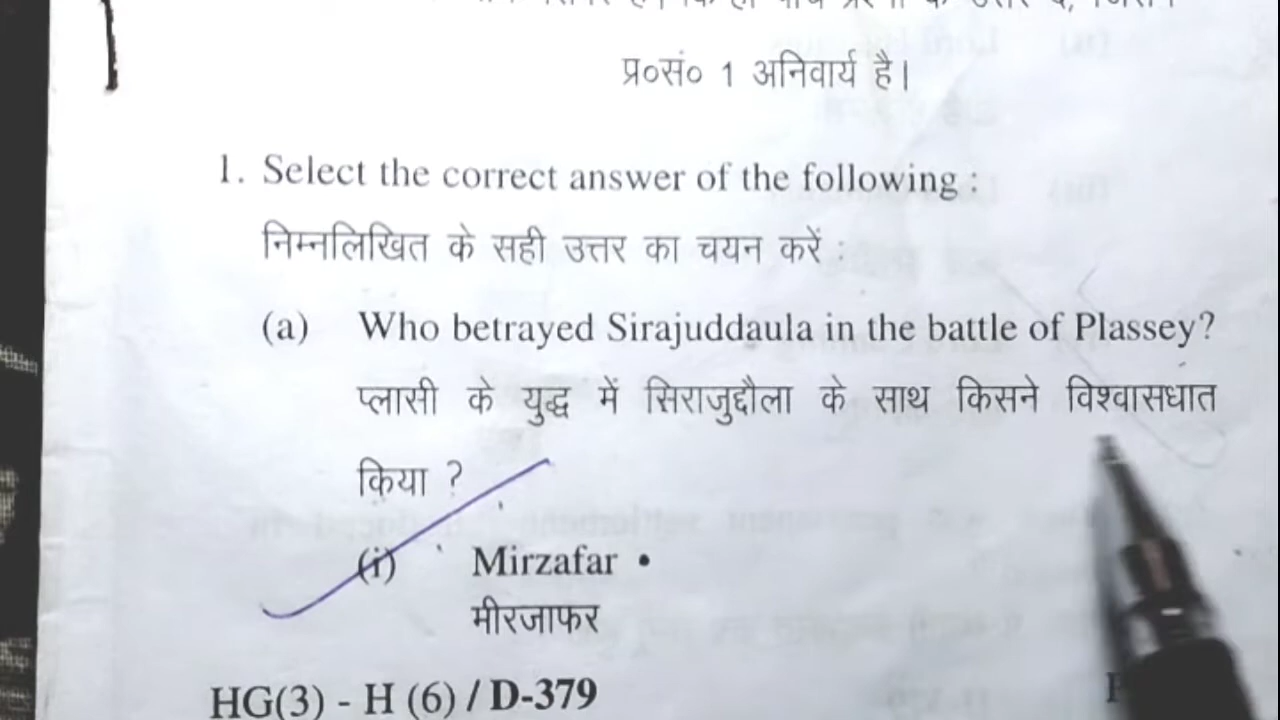 प्र०सं० 1 अनिवार्य है।
1. Select the correct answer of the following :
निम्नलिखित के सही उत्तर का चयन करें :
(a) Who betrayed Sirajuddaula in the battle of Plassey?
प्लासी के युद्ध में सिराजुद्दौला के साथ किसने विश्वासधात
किया ?
(i) Mirzafar
मीरजाफर
HG(3) - H (6) / D-379